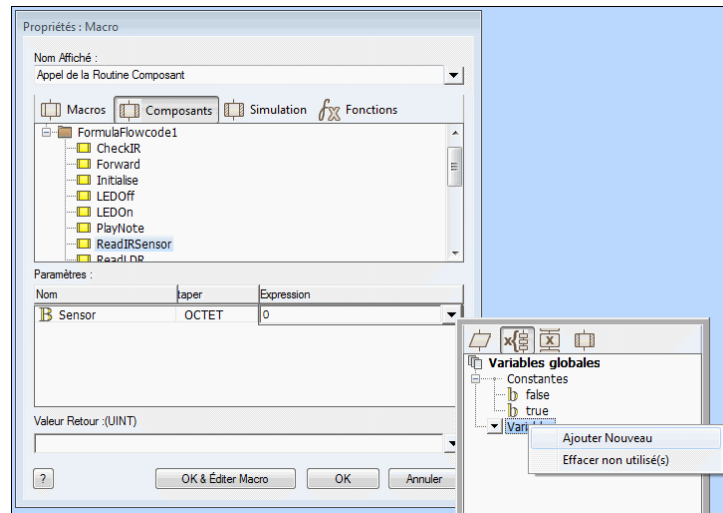 Propriétés : Macro
Nom Affiché :
Appel de la Routine Composant
Macros Composants Simulation fx Fonctions
FormulaFlowcode1
CheckIR
Forward
Initialise
LEDOff
LEDOn
PlayNote
ReadIRSensor
ReadLDR
Paramètres :
Nom taper Expression
B Sensor OCTET 0
Valeur Retour :(UINT)
? OK & Éditer Macro OK Annuler
Variables globales
Constantes
false
true
Ajouter Nouveau
Effacer non utilisé(s)